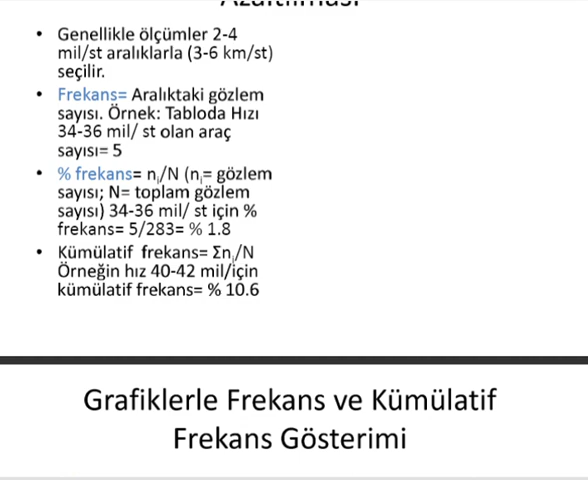 • Genellikle ölçümler 2-4
mil/st aralıklarla (3-6 km/st)
seçilir.
• Frekans= Aralıktaki gözlem
sayısı. Örnek: Tabloda Hızı
34-36 mil/ st olan araç
sayısı= 5
• % frekans= nᵢ/N (nᵢ= gözlem
sayısı; N= toplam gözlem
sayısı) 34-36 mil/ st için %
frekans= 5/283= % 1.8
• Kümülatif frekans= Σnᵢ/N
Örneğin hız 40-42 mil/için
kümülatif frekans= % 10.6
Grafiklerle Frekans ve Kümülatif
Frekans Gösterimi